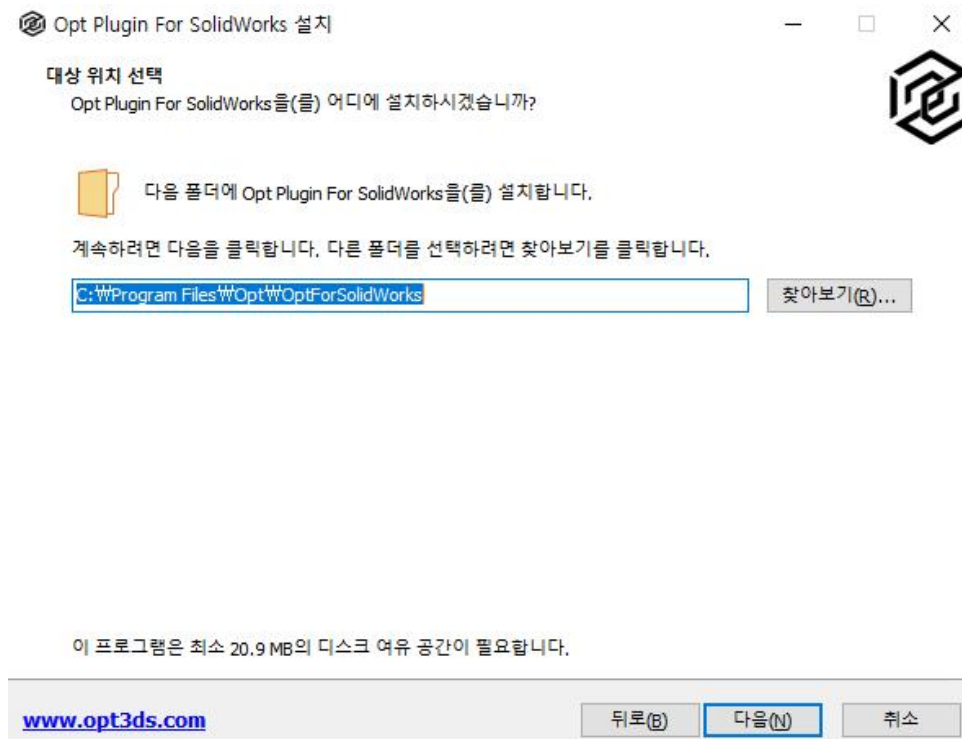 Opt Plugin For SolidWorks 설치
대상 위치 선택
Opt Plugin For SolidWorks을(를) 어디에 설치하시겠습니까?
다음 폴더에 Opt Plugin For SolidWorks을(를) 설치합니다.
계속하려면 다음을 클릭합니다. 다른 폴더를 선택하려면 찾아보기를 클릭합니다.
C:₩Program Files₩Opt₩OptForSolidWorks
찾아보기(R)...
이 프로그램은 최소 20.9 MB의 디스크 여유 공간이 필요합니다.
www.opt3ds.com
뒤로(B)
다음(N)
취소